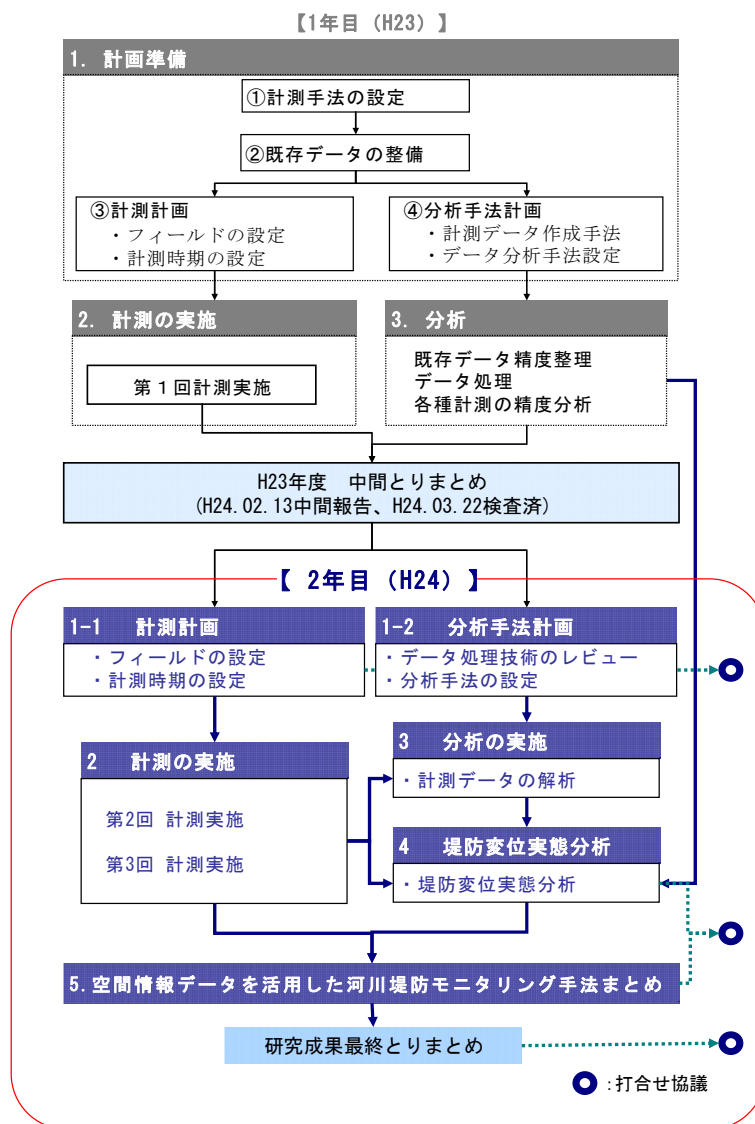 【1年目（H23）】
1. 計画準備
①計測手法の設定
②既存データの整備
③計測計画
・フィールドの設定
・計測時期の設定
④分析手法計画
・計測データ作成手法
・データ分析手法設定
2. 計測の実施
第１回計測実施
3. 分析
既存データ精度整理
データ処理
各種計測の精度分析
H23年度　中間とりまとめ
(H24.02.13中間報告、H24.03.22検査済)
【 2年目（H24）】
1-1　計測計画
・フィールドの設定
・計測時期の設定
1-2　分析手法計画
・データ処理技術のレビュー
・分析手法の設定
2　計測の実施
第2回 計測実施
第3回 計測実施
3　分析の実施
・計測データの解析
4　堤防変位実態分析
・堤防変位実態分析
5.空間情報データを活用した河川堤防モニタリング手法まとめ
研究成果最終とりまとめ
：打合せ協議